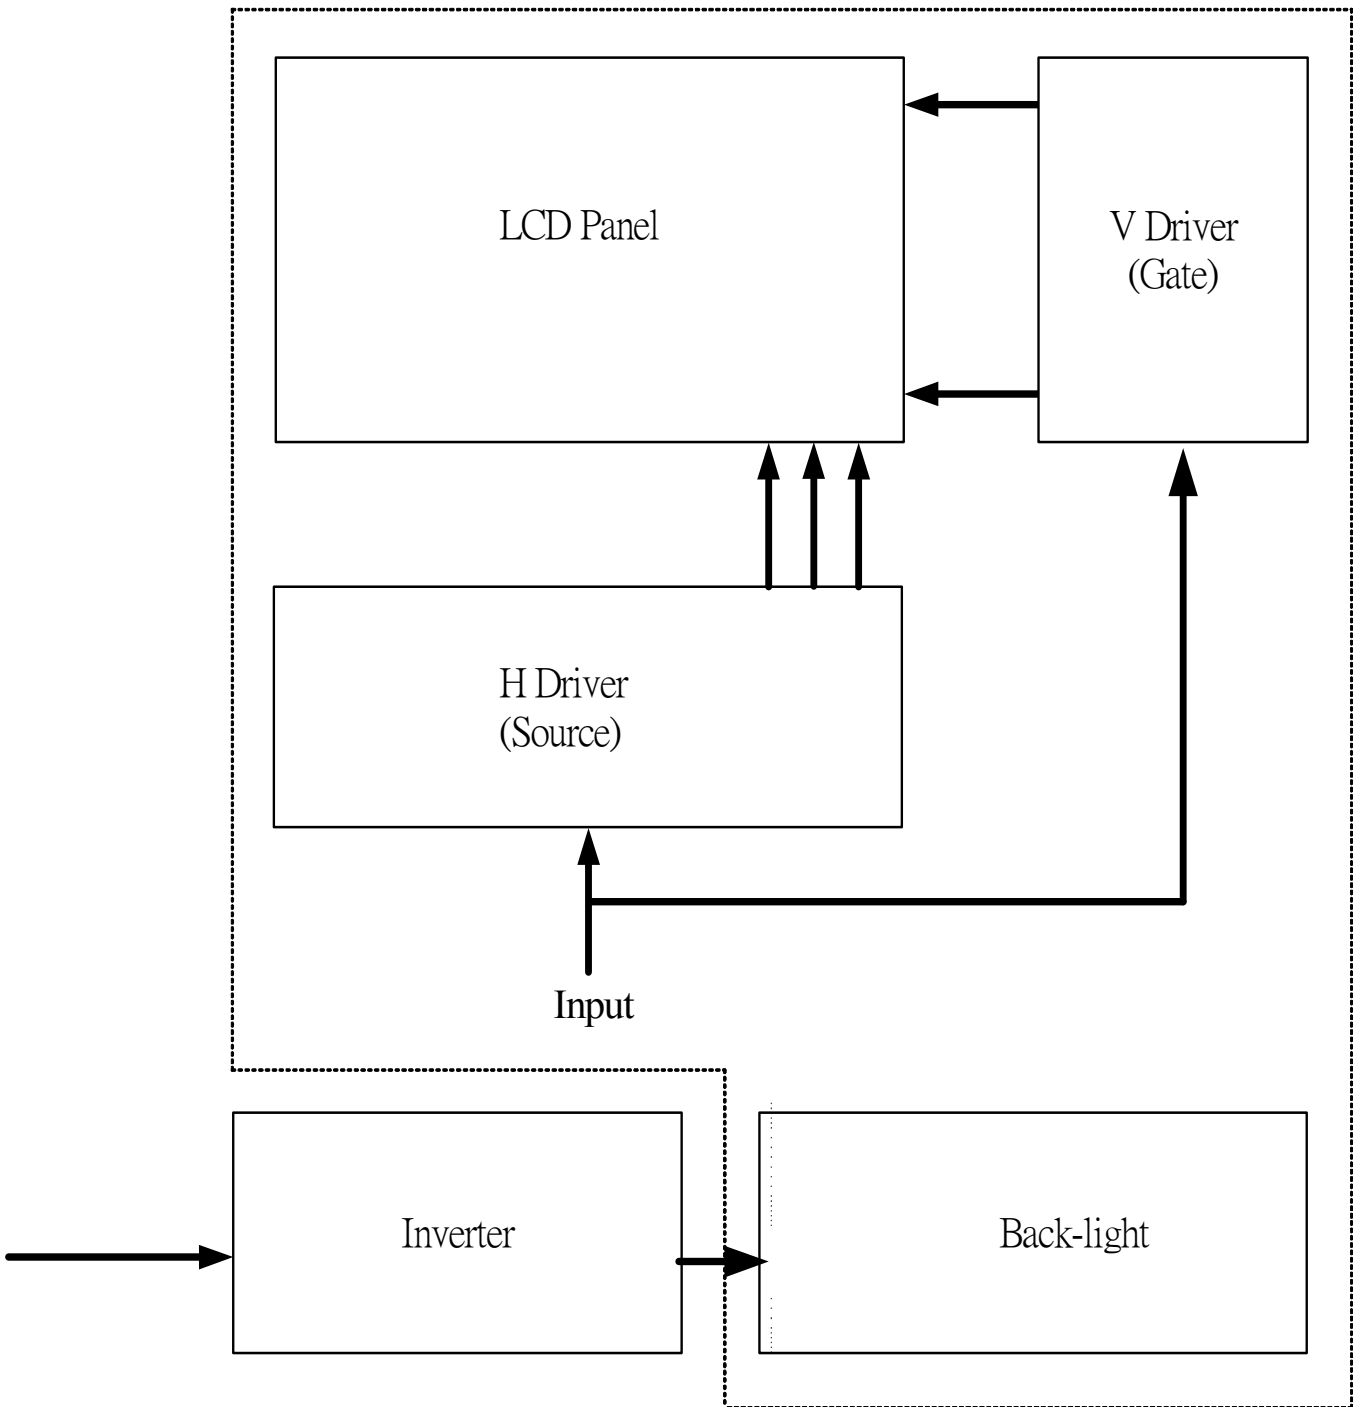 LCD Panel
V Driver
(Gate)
H Driver
(Source)
Input
Inverter
Back-light